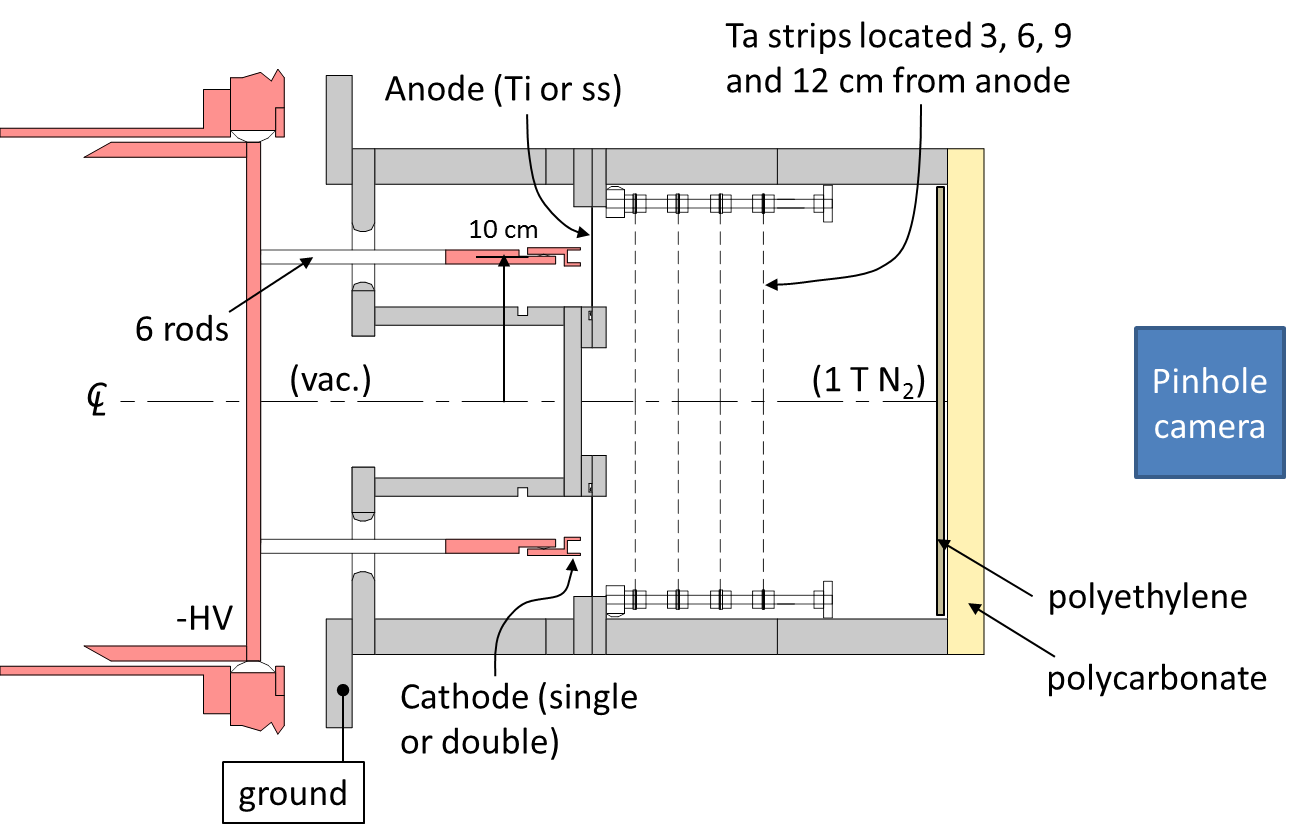 Ta strips located 3, 6, 9
and 12 cm from anode
Anode (Ti or ss)
10 cm
6 rods
(vac.)
(1 T N₂)
℄
Pinhole
camera
-HV
polyethylene
polycarbonate
Cathode (single
or double)
ground